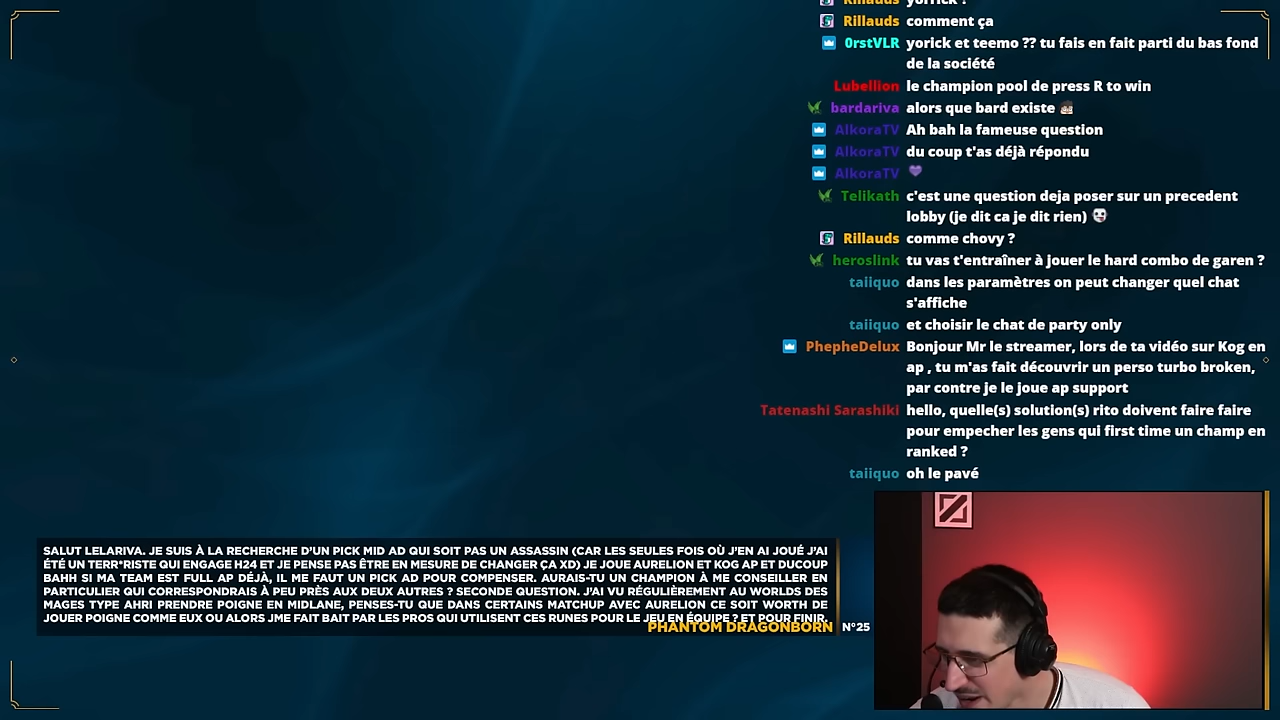 Rillauds yorrick ?
Rillauds comment ça
0rstVLR yorick et teemo ?? tu fais en fait parti du bas fond
de la société
Lubellion le champion pool de press R to win
bardariva alors que bard existe
AlkoraTV Ah bah la fameuse question
AlkoraTV du coup t'as déjà répondu
AlkoraTV
Telikath c'est une question deja poser sur un precedent
lobby (je dit ca je dit rien)
Rillauds comme chovy ?
heroslink tu vas t'entraîner à jouer le hard combo de garen ?
taiiquo dans les paramètres on peut changer quel chat
s'affiche
taiiquo et choisir le chat de party only
PhepheDelux Bonjour Mr le streamer, lors de ta vidéo sur Kog en
ap , tu m'as fait découvrir un perso turbo broken,
par contre je le joue ap support
Tatenashi Sarashiki hello, quelle(s) solution(s) rito doivent faire faire
pour empecher les gens qui first time un champ en
ranked ?
taiiquo oh le pavé
SALUT LELARIVA. JE SUIS À LA RECHERCHE D'UN PICK MID AD QUI SOIT PAS UN ASSASSIN (CAR LES SEULES FOIS OÙ J'EN AI JOUÉ J'AI
ÉTÉ UN TERR*RISTE QUI ENGAGE H24 ET JE PENSE PAS ÊTRE EN MESURE DE CHANGER ÇA XD) JE JOUE AURELION ET KOG AP ET DUCOUP
BAHH SI MA TEAM EST FULL AP DÉJÀ, IL ME FAUT UN PICK AD POUR COMPENSER. AURAIS-TU UN CHAMPION À ME CONSEILLER EN
PARTICULIER QUI CORRESPONDRAIS À PEU PRÈS AUX DEUX AUTRES ? SECONDE QUESTION. J'AI VU RÉGULIÈREMENT AU WORLDS DES
MAGES TYPE AHRI PRENDRE POIGNE EN MIDLANE, PENSES-TU QUE DANS CERTAINS MATCHUP AVEC AURELION CE SOIT WORTH DE
JOUER POIGNE COMME EUX OU ALORS JME FAIT BAIT PAR LES PROS QUI UTILISENT CES RUNES POUR LE JEU EN ÉQUIPE ? ET POUR FINIR,
PHANTOM DRAGONBORN N°25